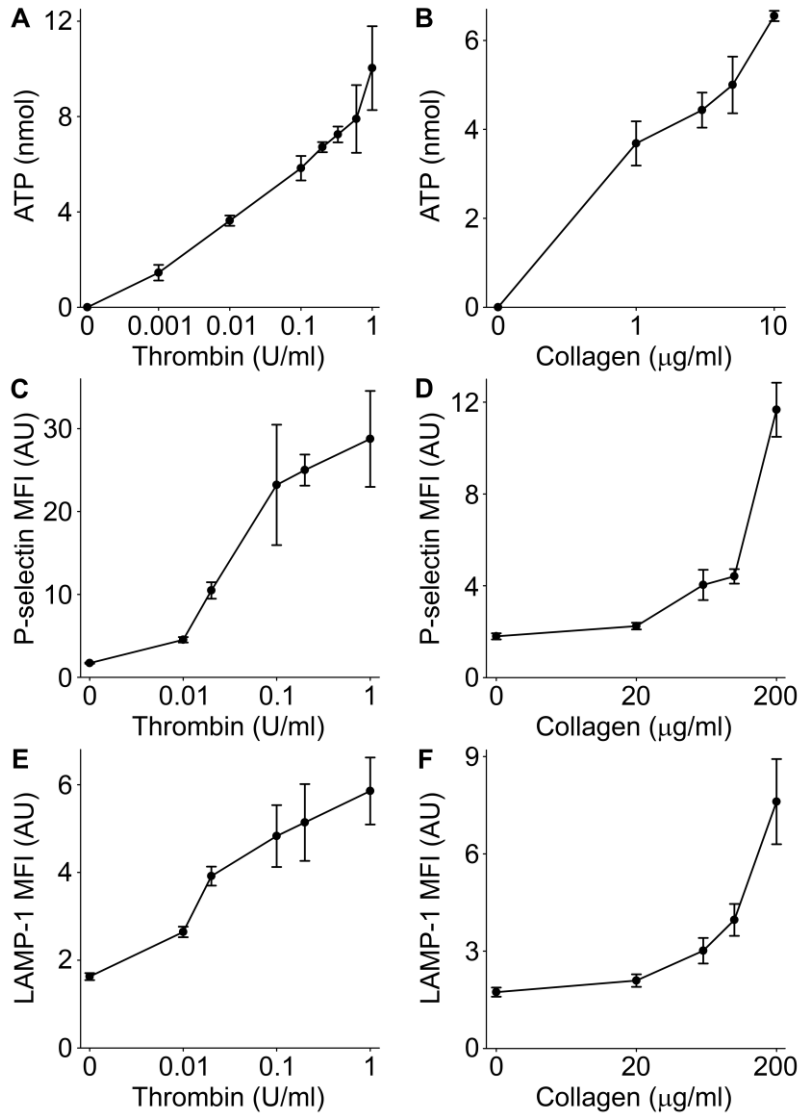 A
ATP (nmol)
12
8
4
0
0 0.001 0.01 0.1 1
Thrombin (U/ml)
B
ATP (nmol)
6
4
2
0
0 1 10
Collagen (μg/ml)
C
P-selectin MFI (AU)
30
20
10
0
0 0.01 0.1 1
Thrombin (U/ml)
D
P-selectin MFI (AU)
12
8
4
0
0 20 200
Collagen (μg/ml)
E
LAMP-1 MFI (AU)
6
4
2
0
0 0.01 0.1 1
Thrombin (U/ml)
F
LAMP-1 MFI (AU)
9
6
3
0
0 20 200
Collagen (μg/ml)